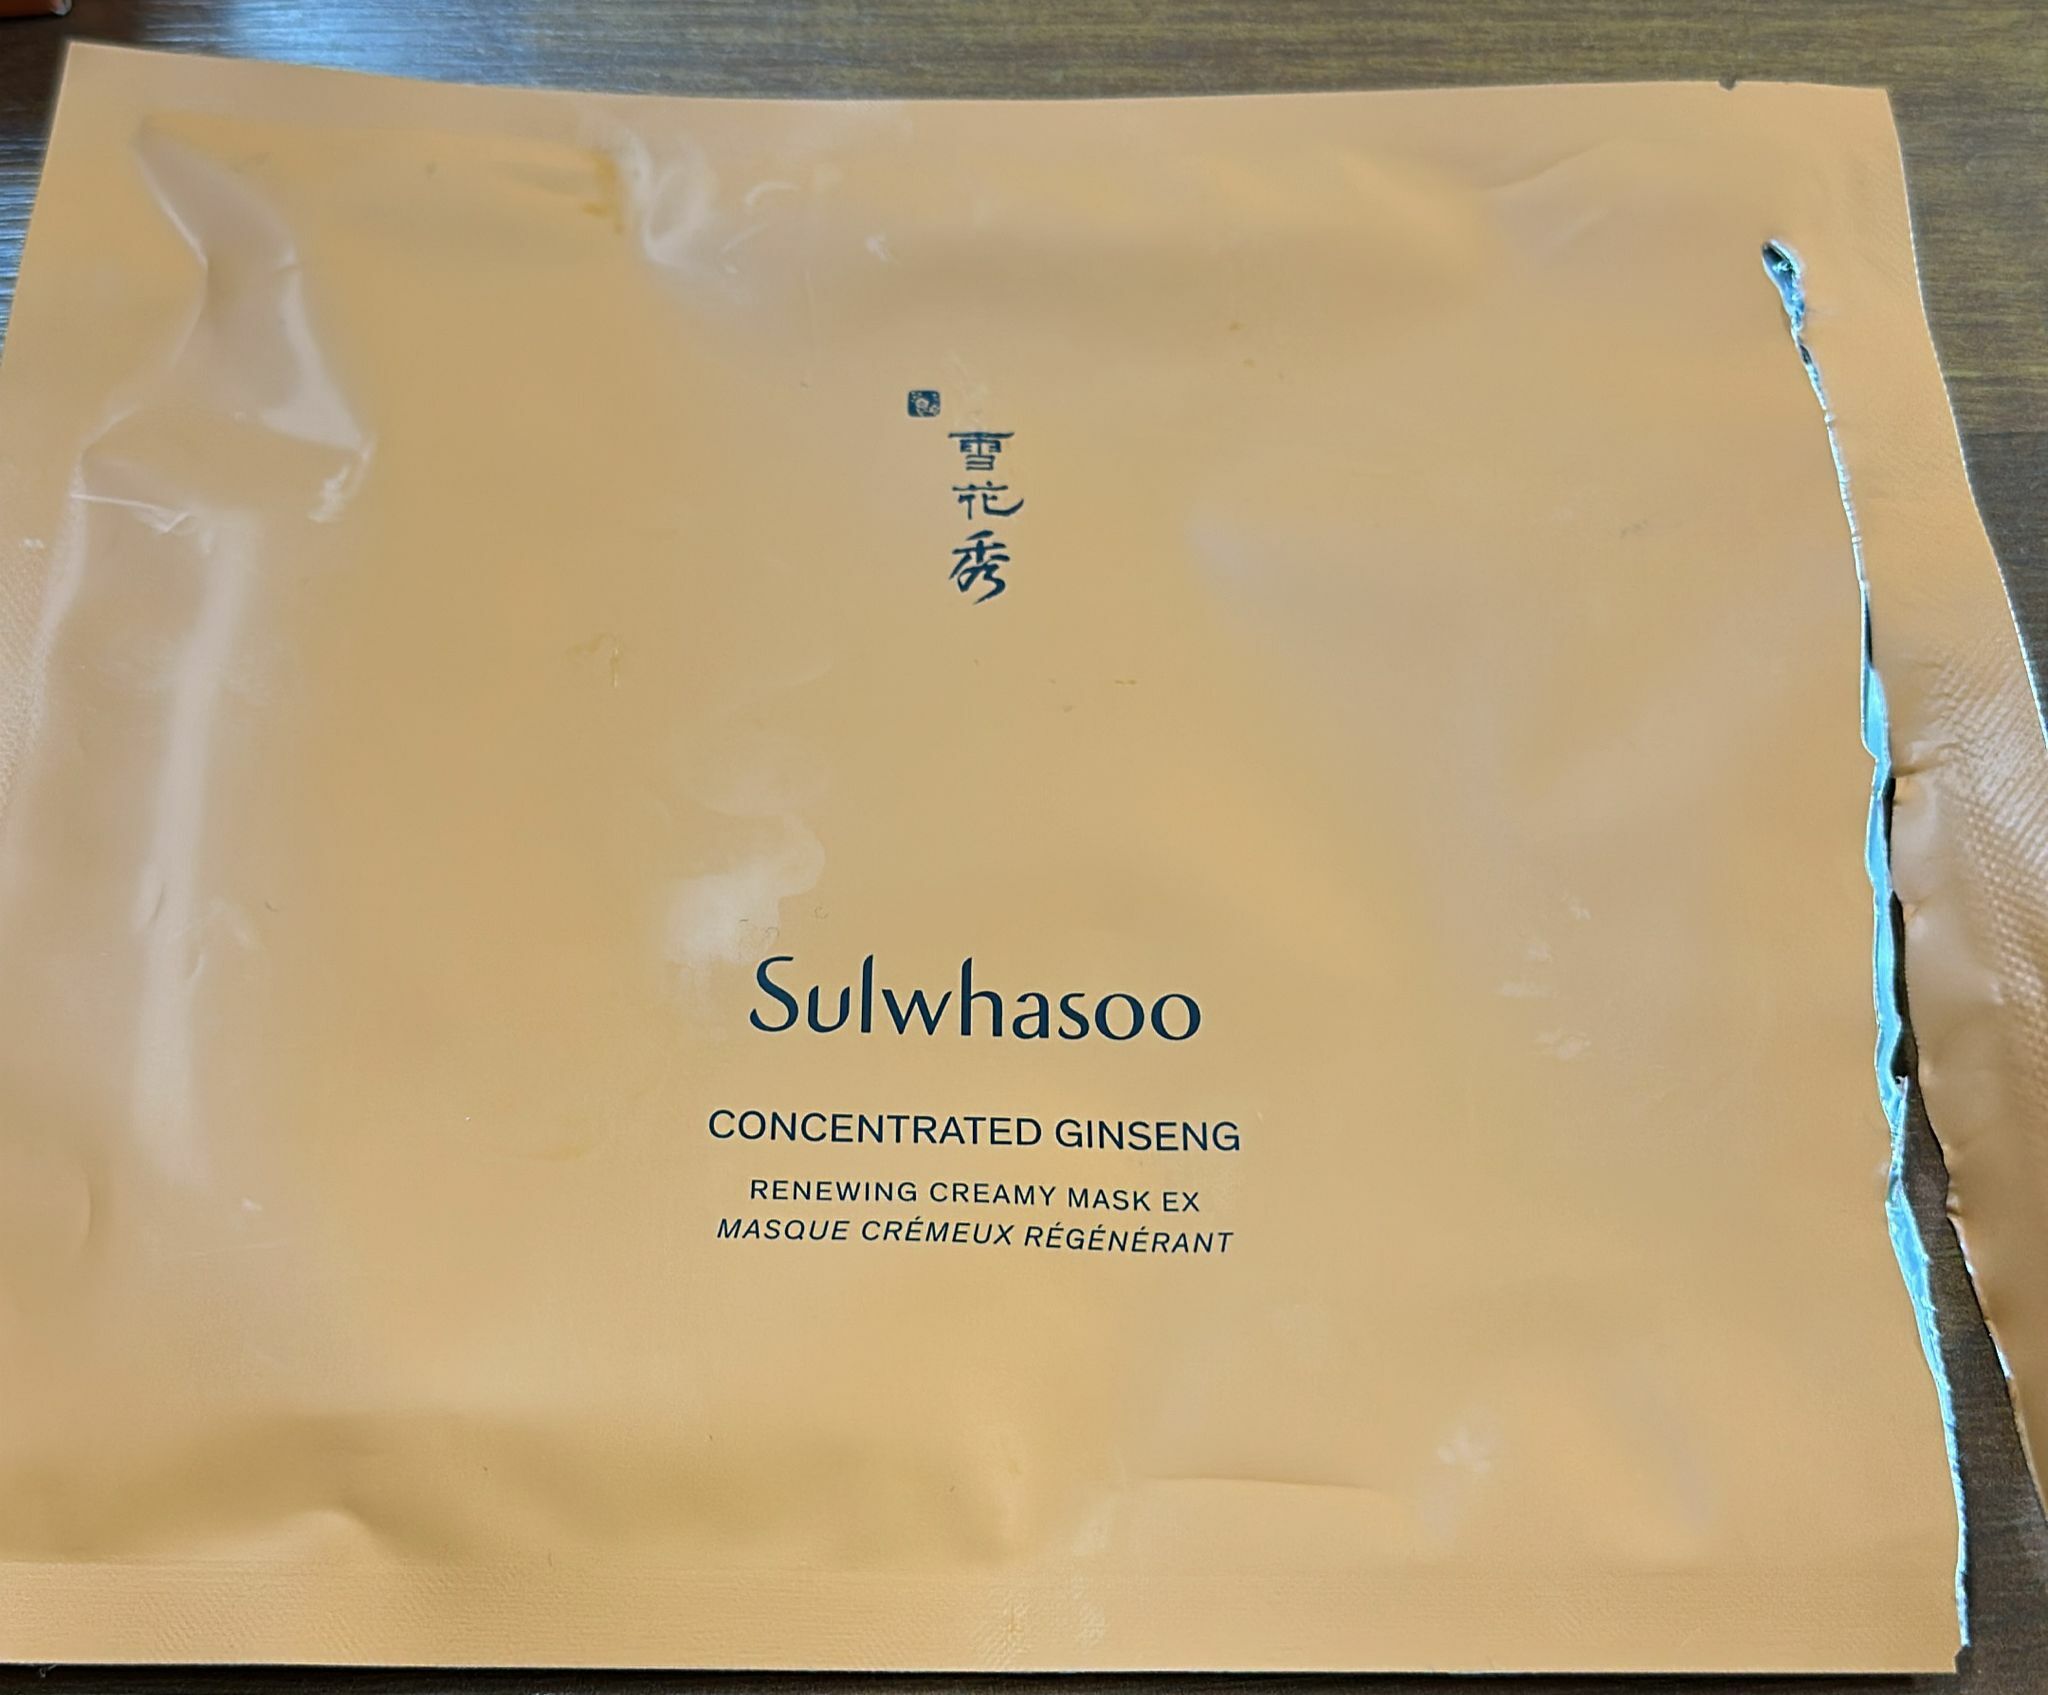 雪花秀
Sulwhasoo
CONCENTRATED GINSENG
RENEWING CREAMY MASK EX
MASQUE CRÉMEUX RÉGÉNÉRANT